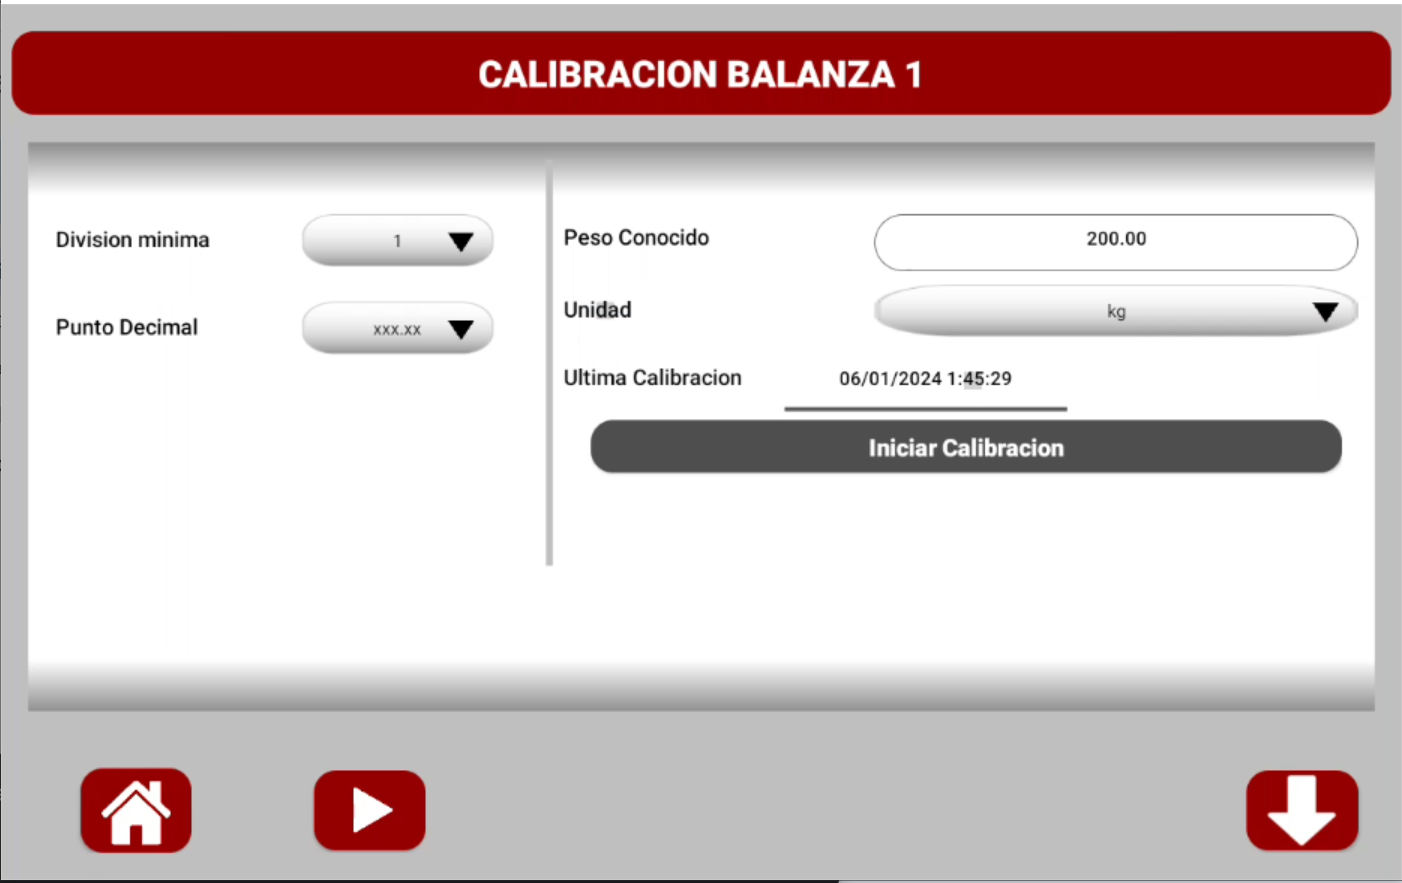 CALIBRACION BALANZA 1
Division minima
1
Punto Decimal
xxx.xx
Peso Conocido
200.00
Unidad
kg
Ultima Calibracion
06/01/2024 1:45:29
Iniciar Calibracion